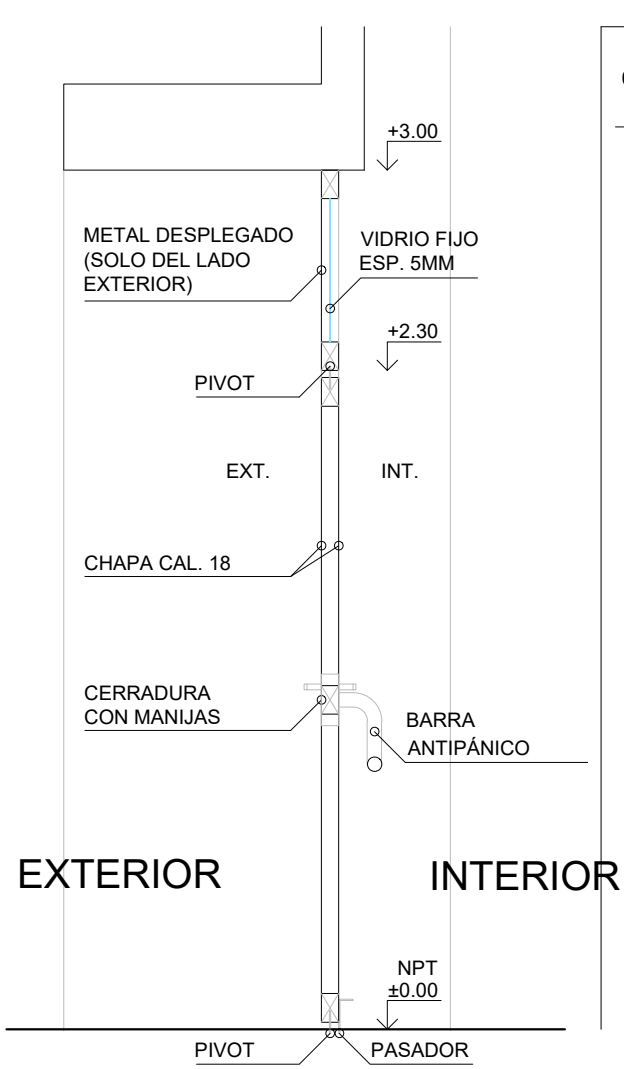 +3.00
METAL DESPLEGADO
(SOLO DEL LADO
EXTERIOR)
VIDRIO FIJO
ESP. 5MM
+2.30
PIVOT
EXT.
INT.
CHAPA CAL. 18
CERRADURA
CON MANIJAS
BARRA
ANTIPÁNICO
EXTERIOR
INTERIOR
NPT
±0.00
PIVOT
PASADOR